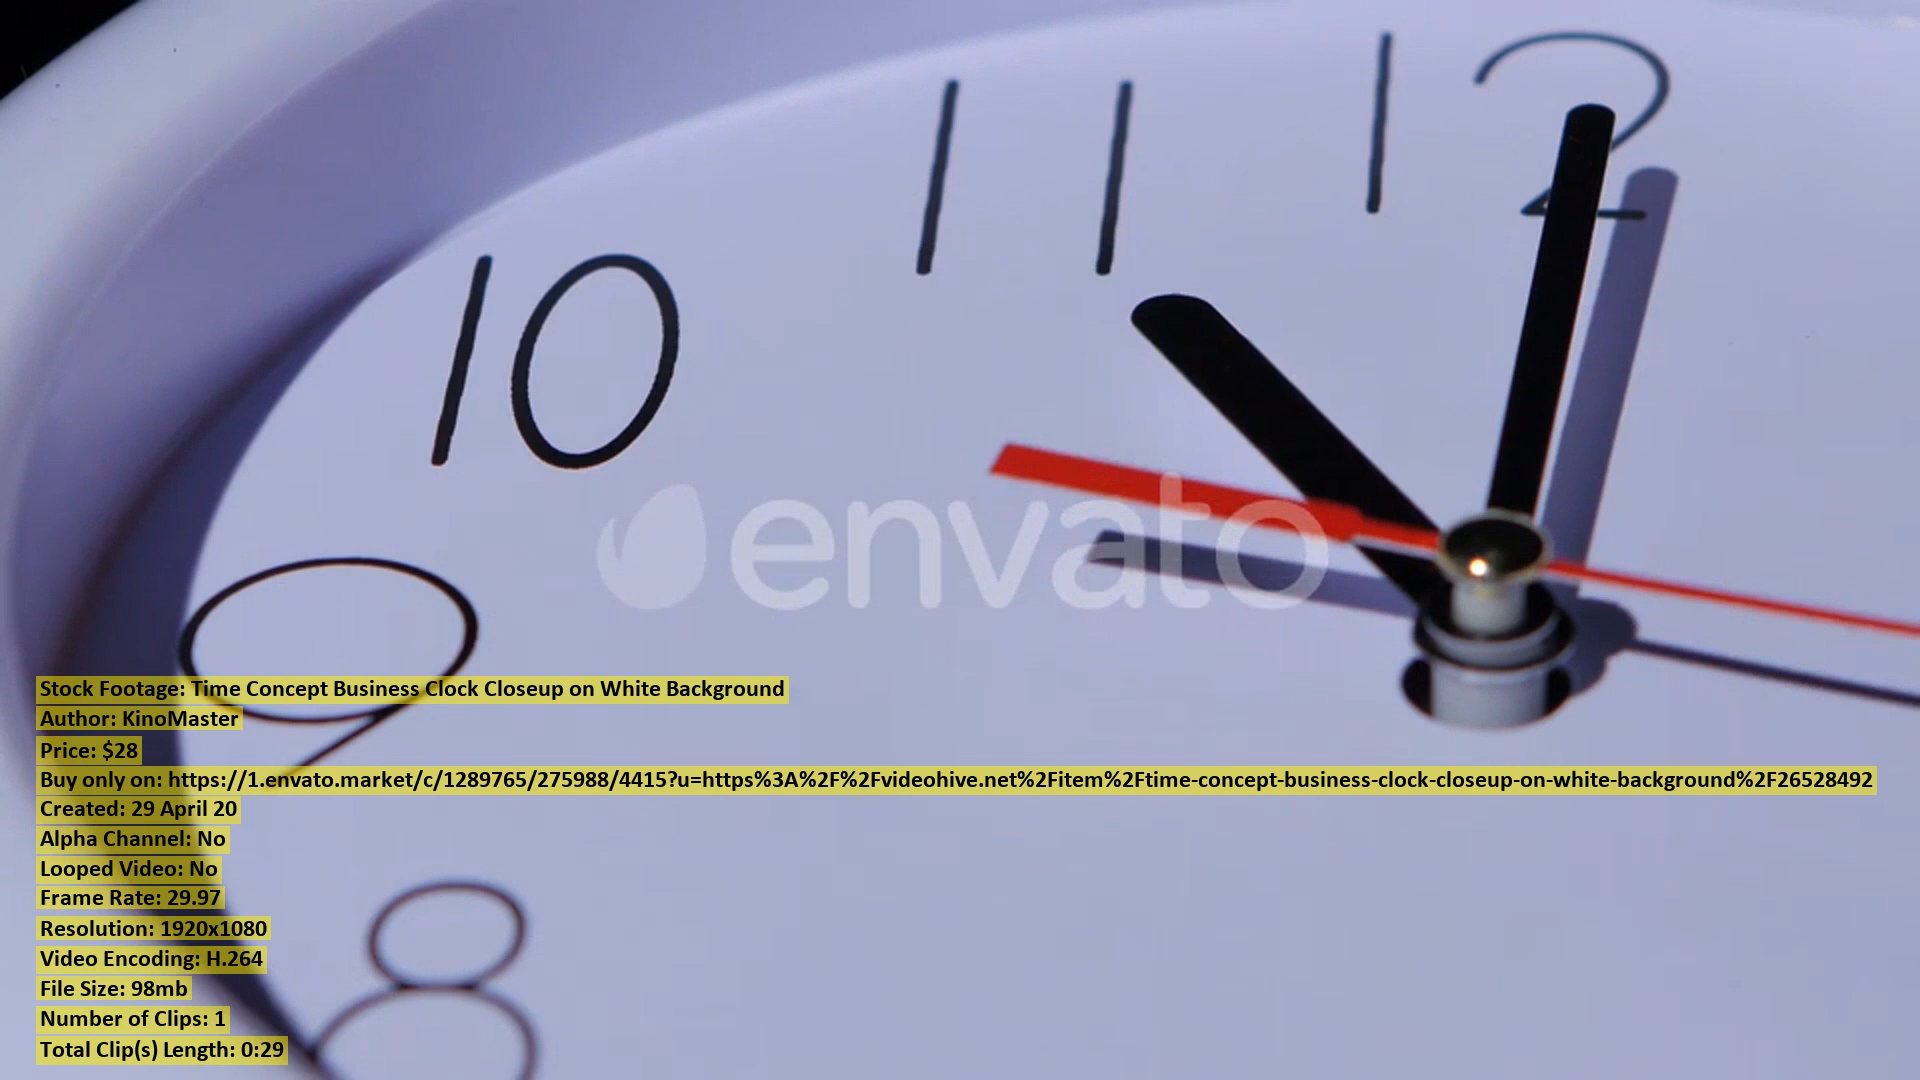 11
12
10
envato
9
Stock Footage: Time Concept Business Clock Closeup on White Background
Author: KinoMaster
Price: $28
Buy only on: https://1.envato.market/c/1289765/275988/4415?u=https%3A%2F%2Fvideohive.net%2Fitem%2Ftime-concept-business-clock-closeup-on-white-background%2F26528492
Created: 29 April 20
Alpha Channel: No
Looped Video: No
Frame Rate: 29.97
Resolution: 1920x1080
Video Encoding: H.264
File Size: 98mb
Number of Clips: 1
Total Clip(s) Length: 0:29
8